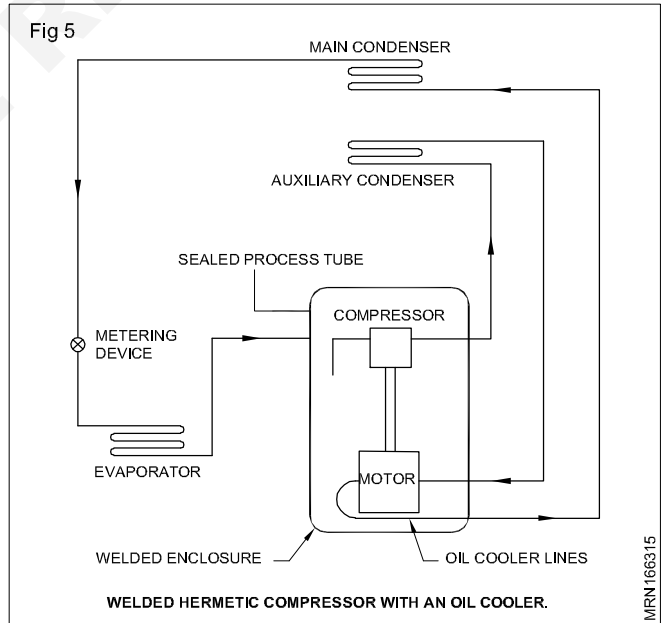 Fig 5
MAIN CONDENSER
AUXILIARY CONDENSER
SEALED PROCESS TUBE
COMPRESSOR
METERING
DEVICE
EVAPORATOR
MOTOR
WELDED ENCLOSURE
OIL COOLER LINES
WELDED HERMETIC COMPRESSOR WITH AN OIL COOLER.
MRN166315